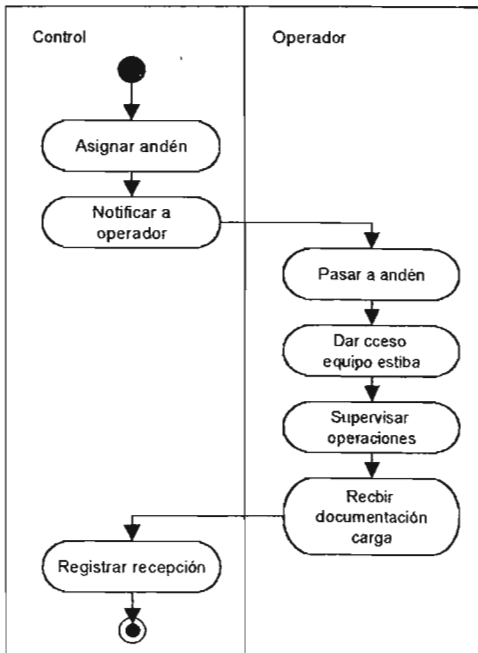 Control
Operador
Asignar andén
Notificar a
operador
Pasar a andén
Dar cceso
equipo estiba
Supervisar
operaciones
Recbir
documentación
carga
Registrar recepción